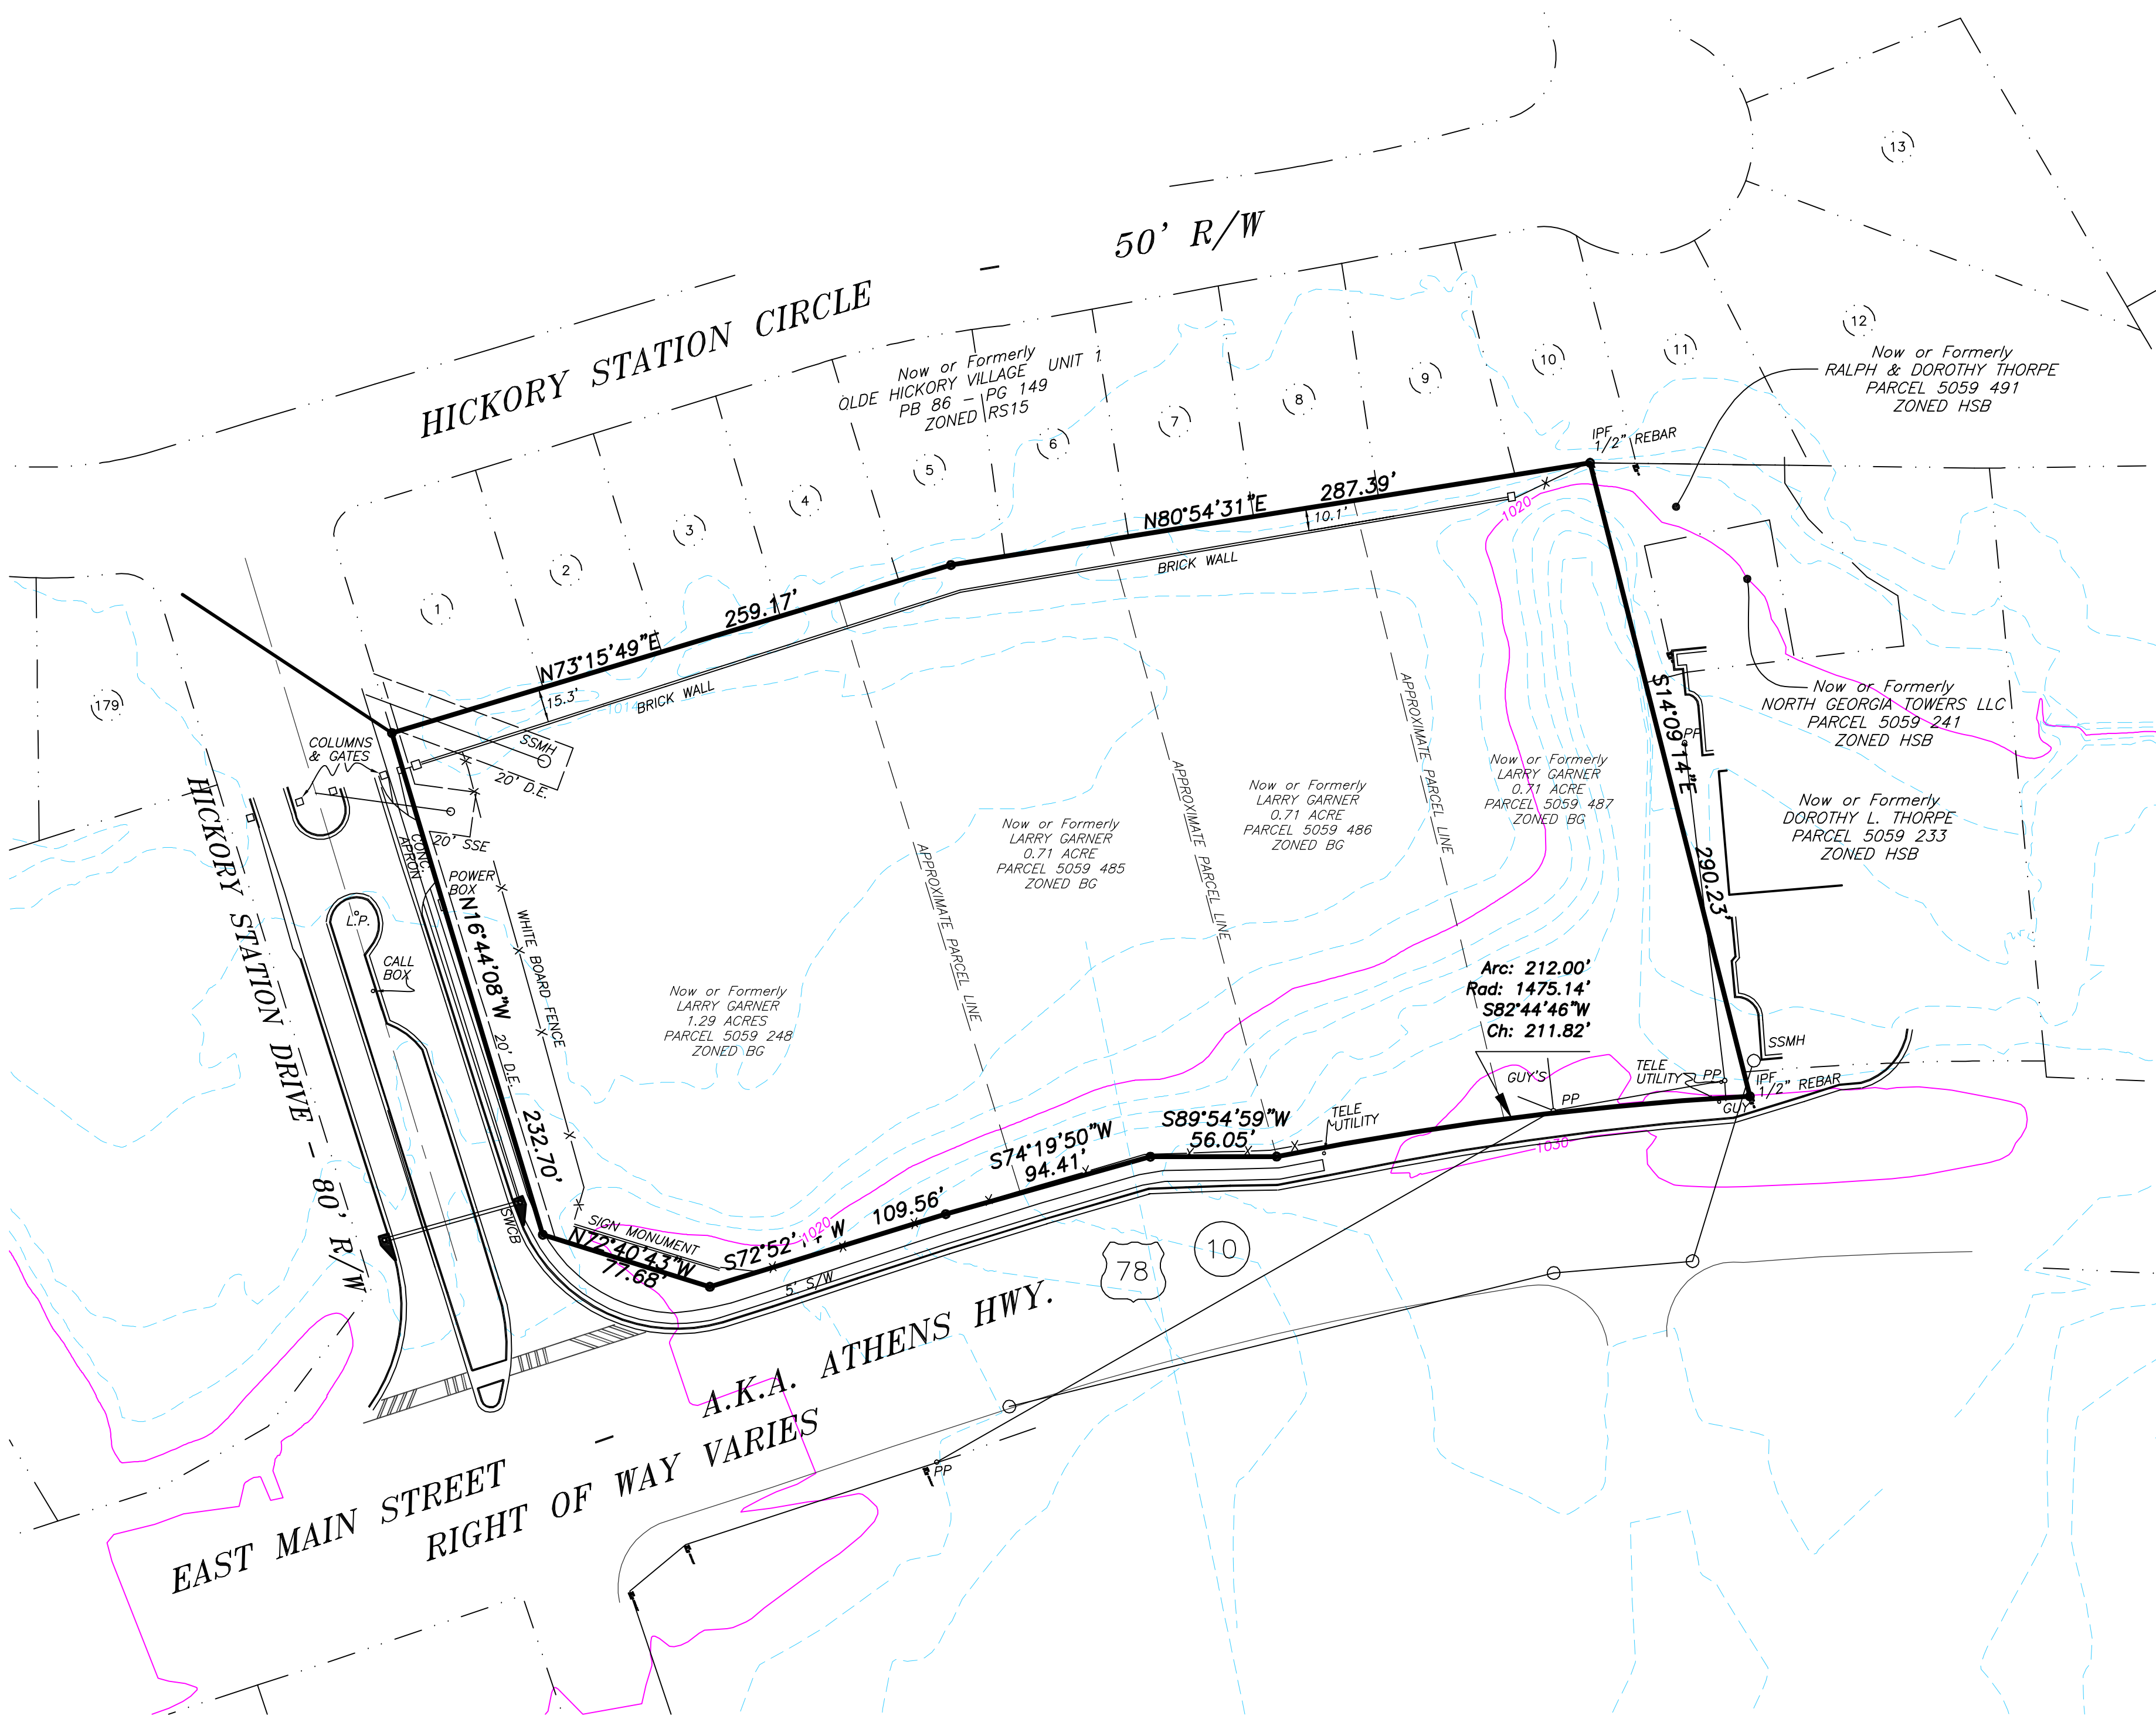 50' R/W
HICKORY STATION CIRCLE -
13
12
11
10
9
8
7
6
5
4
3
2
1
179
Now or Formerly
OLDE HICKORY VILLAGE UNIT 1
PB 86 - PG 149
ZONED RS15
Now or Formerly
RALPH & DOROTHY THORPE
PARCEL 5059 491
ZONED HSB
IPF
1/2" REBAR
1020
287.39'
N80°54'31"E
10.1'
BRICK WALL
259.17'
N73°15'49"E
15.3'
BRICK WALL
1014
SSMH
20' D.E.
COLUMNS
& GATES
20' SSE
CONC.
APRON
POWER
BOX
L.P.
CALL
BOX
N16°44'08"W
20' D.E.
232.70'
WHITE BOARD FENCE
HICKORY STATION DRIVE - 80' R/W
SWCB
APPROXIMATE PARCEL LINE
APPROXIMATE PARCEL LINE
APPROXIMATE PARCEL LINE
Now or Formerly
LARRY GARNER
1.29 ACRES
PARCEL 5059 248
ZONED BG
Now or Formerly
LARRY GARNER
0.71 ACRE
PARCEL 5059 485
ZONED BG
Now or Formerly
LARRY GARNER
0.71 ACRE
PARCEL 5059 486
ZONED BG
Now or Formerly
LARRY GARNER
0.71 ACRE
PARCEL 5059 487
ZONED BG
S14°09'14"E
290.23'
PP
Now or Formerly
NORTH GEORGIA TOWERS LLC
PARCEL 5059 241
ZONED HSB
Now or Formerly
DOROTHY L. THORPE
PARCEL 5059 233
ZONED HSB
Arc: 212.00'
Rad: 1475.14'
S82°44'46"W
Ch: 211.82'
SSMH
TELE
UTILITY
PP
IPF
1/2" REBAR
GUY
GUY'S
PP
TELE
UTILITY
1030
S89°54'59"W
56.05'
S74°19'50"W
94.41'
109.56'
S72°52'
W
1020
SIGN MONUMENT
N72°40'43"W
77.68'
5' S/W
78
10
EAST MAIN STREET - A.K.A. ATHENS HWY.
RIGHT OF WAY VARIES
PP